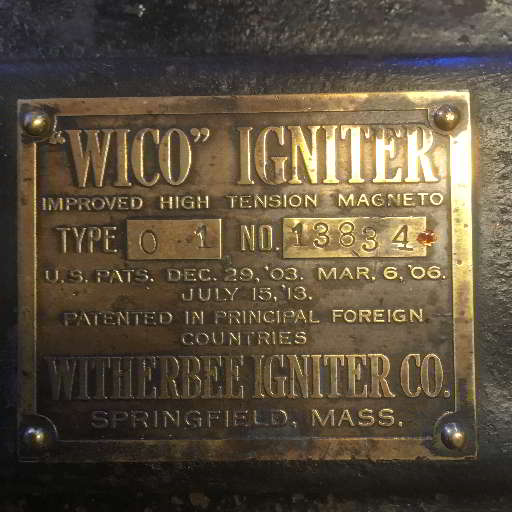 "WICO" IGNITER
IMPROVED HIGH TENSION MAGNETO
TYPE 0 1 NO. 13834
U.S. PATS. DEC. 29, '03. MAR. 6, '06.
JULY 15, '13.
PATENTED IN PRINCIPAL FOREIGN
COUNTRIES
WITHERBEE IGNITER CO.
SPRINGFIELD, MASS.